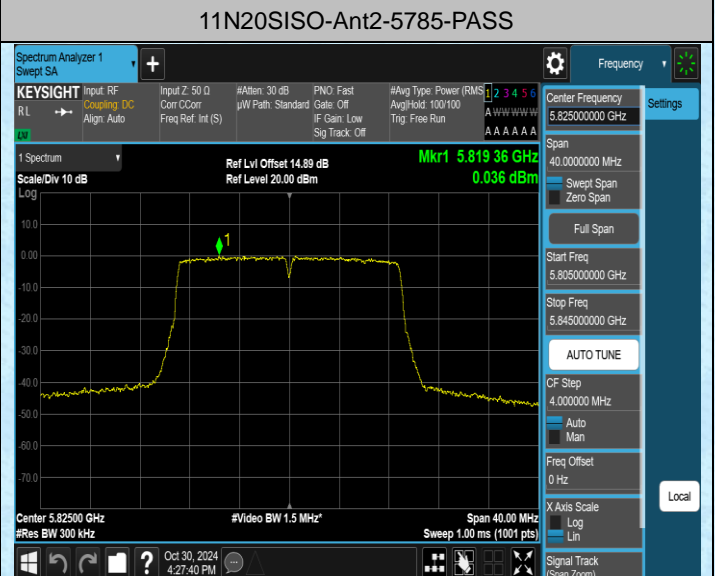 11N20SISO-Ant2-5785-PASS
Spectrum Analyzer 1
Swept SA
Frequency
KEYSIGHT
RL
LXI
Input: RF
Coupling: DC
Align: Auto
Input Z: 50 Ω
Corr CCorr
Freq Ref: Int (S)
#Atten: 30 dB
µW Path: Standard
PNO: Fast
Gate: Off
IF Gain: Low
Sig Track: Off
#Avg Type: Power (RMS
Avg|Hold: 100/100
Trig: Free Run
1 2 3 4 5 6
A W W W W W
A A A A A A
1 Spectrum
Scale/Div 10 dB
Log
Ref Lvl Offset 14.89 dB
Ref Level 20.00 dBm
Mkr1 5.819 36 GHz
0.036 dBm
1
10.0
0.00
-10.0
-20.0
-30.0
-40.0
-50.0
-60.0
-70.0
Center 5.82500 GHz
#Res BW 300 kHz
#Video BW 1.5 MHz*
Span 40.00 MHz
Sweep 1.00 ms (1001 pts)
Center Frequency
5.825000000 GHz
Settings
Span
40.0000000 MHz
Swept Span
Zero Span
Full Span
Start Freq
5.805000000 GHz
Stop Freq
5.845000000 GHz
AUTO TUNE
CF Step
4.000000 MHz
Auto
Man
Freq Offset
0 Hz
X Axis Scale
Log
Lin
Local
Signal Track
(Span Zoom)
?
Oct 30, 2024
4:27:40 PM